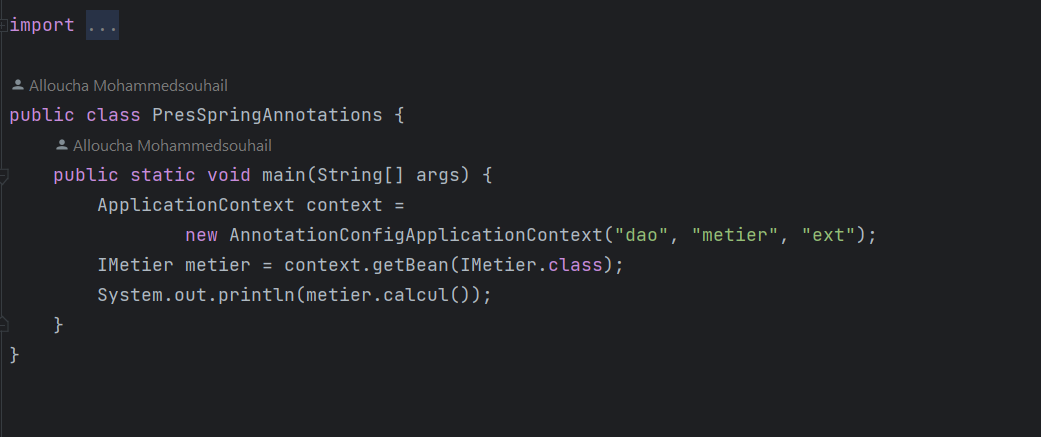 import ...
Alloucha Mohammedsouhail
public class PresSpringAnnotations {
Alloucha Mohammedsouhail
public static void main(String[] args) {
ApplicationContext context =
new AnnotationConfigApplicationContext("dao", "metier", "ext");
IMetier metier = context.getBean(IMetier.class);
System.out.println(metier.calcul());
}
}